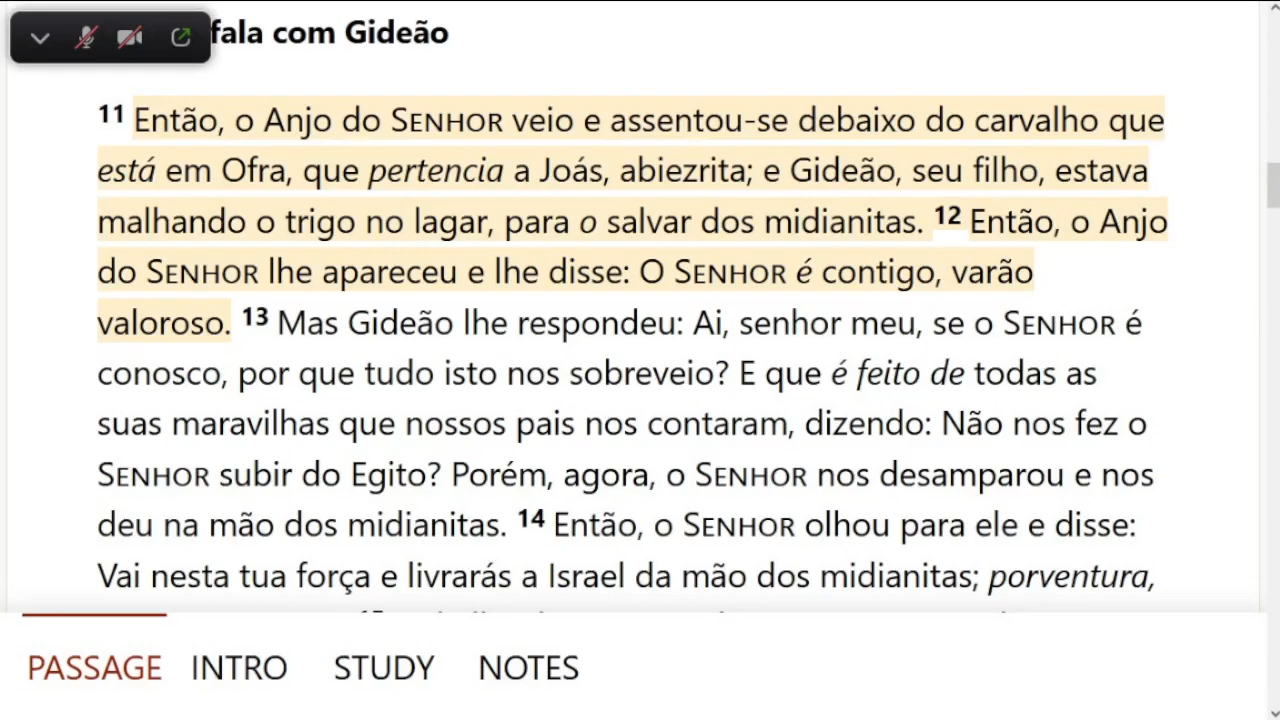 fala com Gideão
11 Então, o Anjo do SENHOR veio e assentou-se debaixo do carvalho que
está em Ofra, que pertencia a Joás, abiezrita; e Gideão, seu filho, estava
malhando o trigo no lagar, para o salvar dos midianitas. 12 Então, o Anjo
do SENHOR lhe apareceu e lhe disse: O SENHOR é contigo, varão
valoroso. 13 Mas Gideão lhe respondeu: Ai, senhor meu, se o SENHOR é
conosco, por que tudo isto nos sobreveio? E que é feito de todas as
suas maravilhas que nossos pais nos contaram, dizendo: Não nos fez o
SENHOR subir do Egito? Porém, agora, o SENHOR nos desamparou e nos
deu na mão dos midianitas. 14 Então, o SENHOR olhou para ele e disse:
Vai nesta tua força e livrarás a Israel da mão dos midianitas; porventura,
PASSAGE INTRO STUDY NOTES